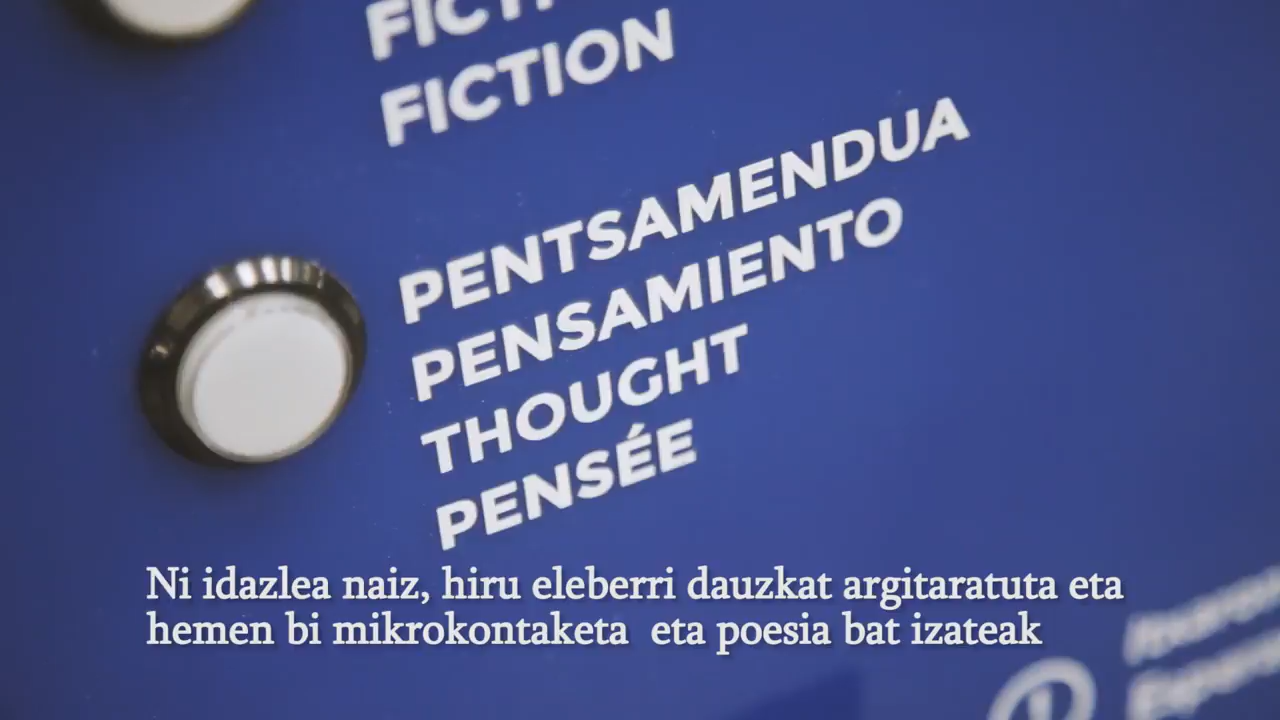 FICTION
PENTSAMENDUA
PENSAMIENTO
THOUGHT
PENSÉE
Ni idazlea naiz, hiru eleberri dauzkat argitaratuta eta
hemen bi mikrokontaketa eta poesia bat izateak